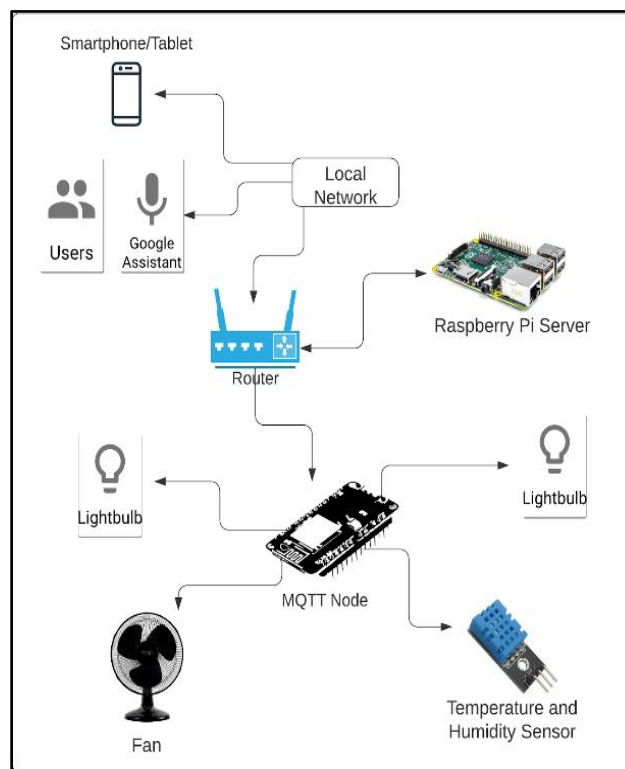 Smartphone/Tablet
Local
Network
Users
Google
Assistant
Raspberry Pi Server
Router
Lightbulb
Lightbulb
MQTT Node
Fan
Temperature and
Humidity Sensor